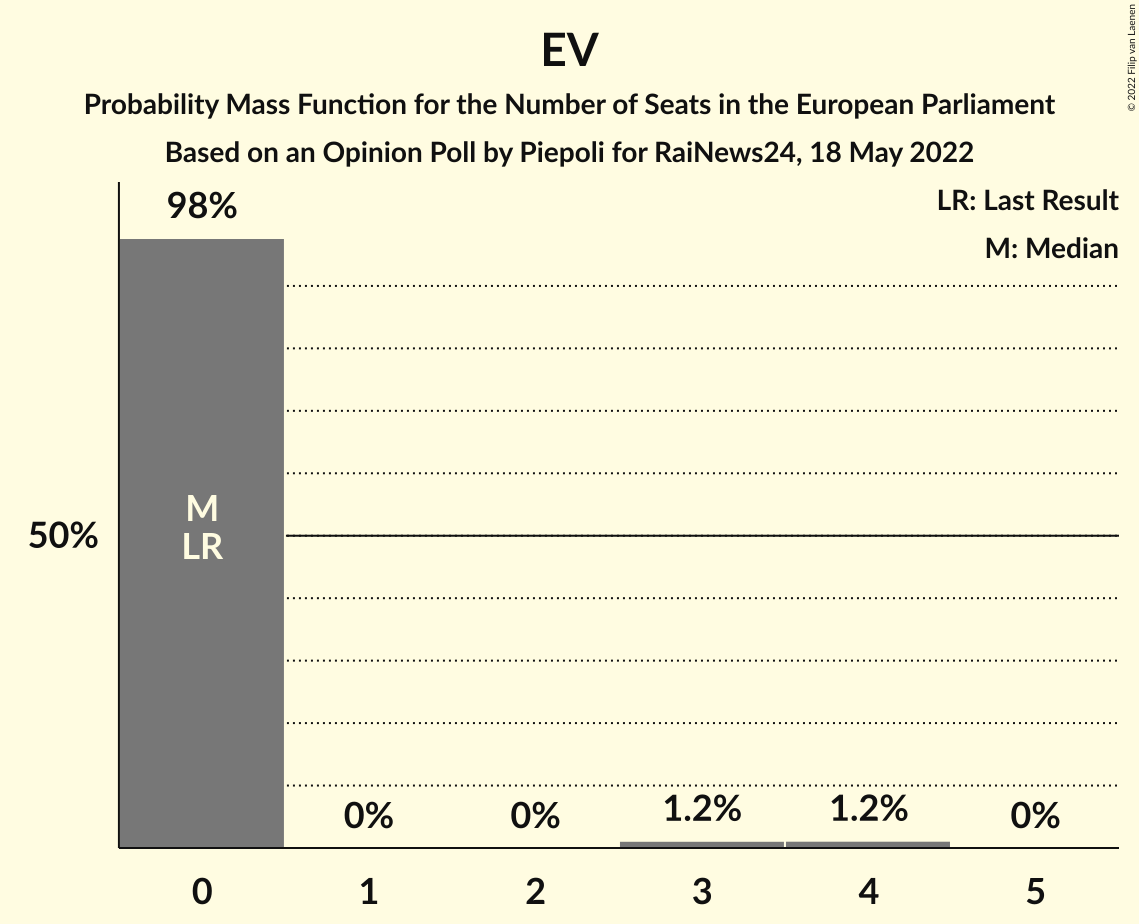 EV
Probability Mass Function for the Number of Seats in the European Parliament
Based on an Opinion Poll by Piepoli for RaiNews24, 18 May 2022
© 2022 Filip van Laenen
LR: Last Result
M: Median
98%
M
LR
50%
0%
0%
1.2%
1.2%
0%
0
1
2
3
4
5